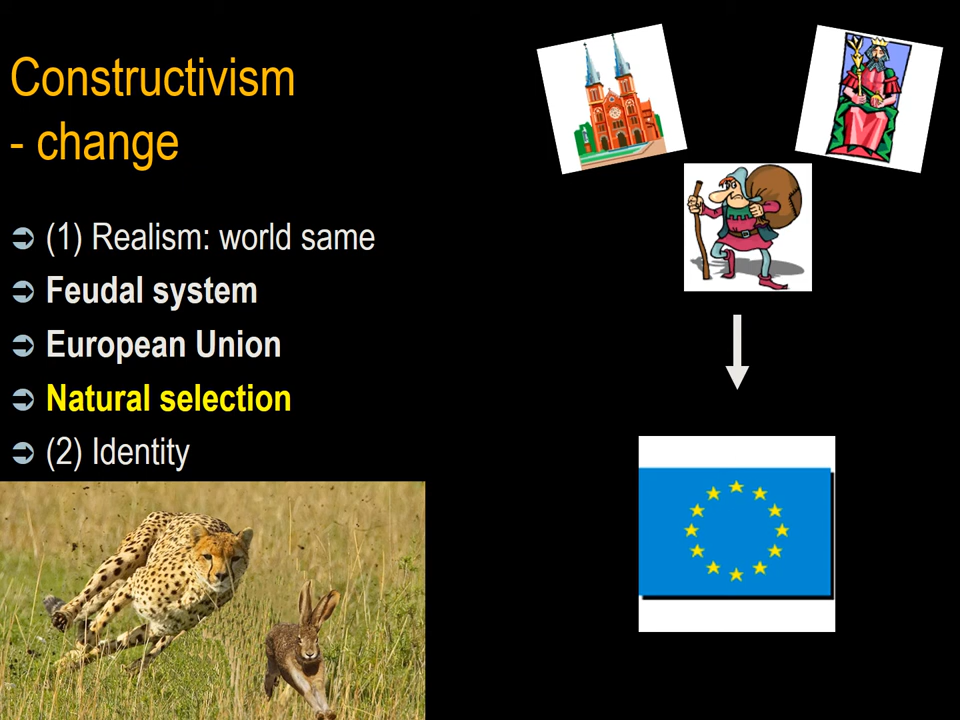 Constructivism
- change
(1) Realism: world same
Feudal system
European Union
Natural selection
(2) Identity